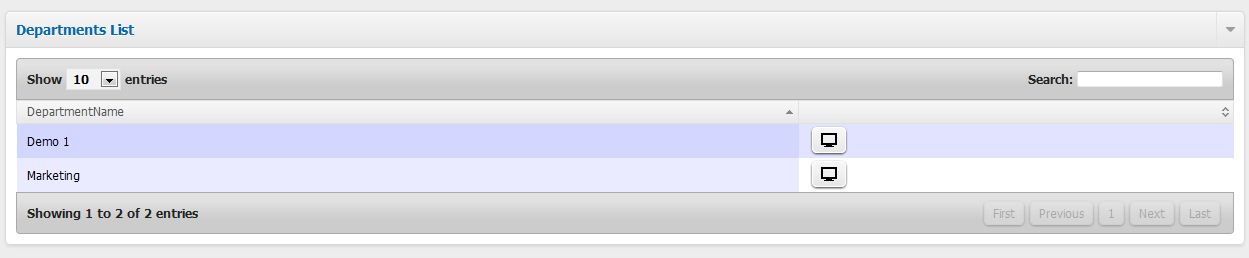 Departments List
Show 10 entries Search:
DepartmentName
Demo 1
Marketing
Showing 1 to 2 of 2 entries First Previous 1 Next Last